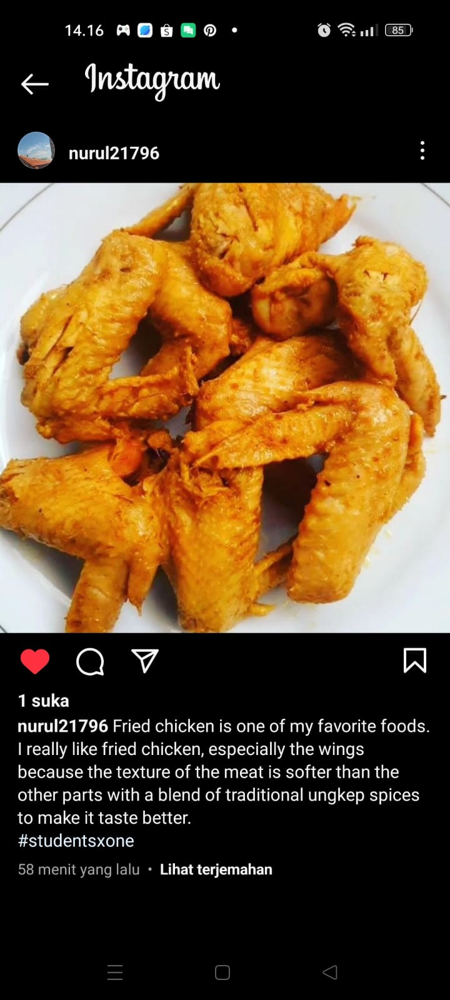 14.16
85
Instagram
nurul21796
1 suka
nurul21796 Fried chicken is one of my favorite foods.
I really like fried chicken, especially the wings
because the texture of the meat is softer than the
other parts with a blend of traditional ungkep spices
to make it taste better.
#studentsxone
58 menit yang lalu • Lihat terjemahan